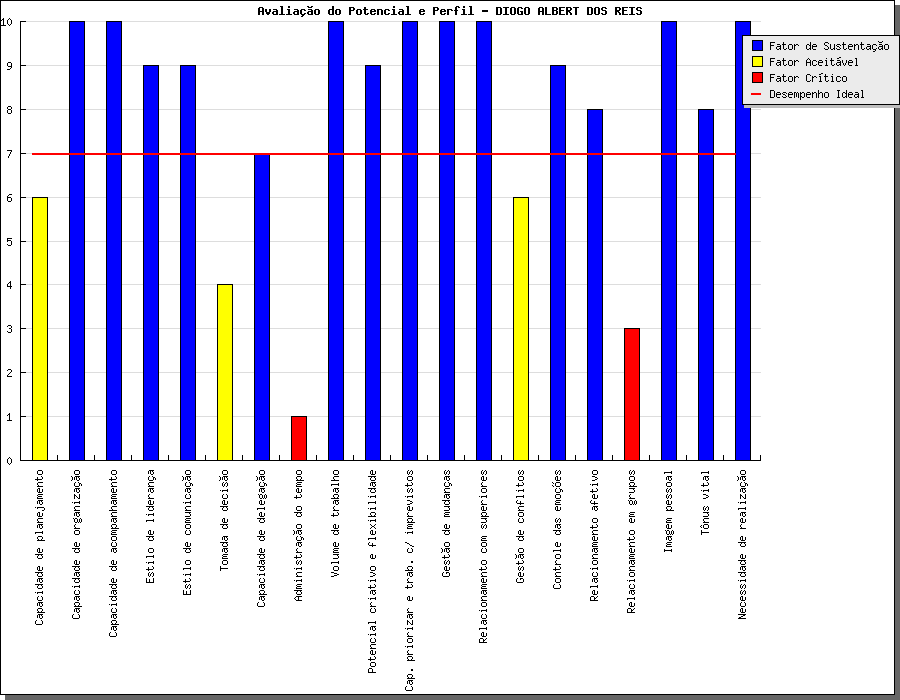 Avaliação do Potencial e Perfil - DIOGO ALBERT DOS REIS
10
9
8
7
6
5
4
3
2
1
0
Fator de Sustentação
Fator Aceitável
Fator Crítico
Desempenho Ideal
Capacidade de planejamento
Capacidade de organização
Capacidade de acompanhamento
Estilo de liderança
Estilo de comunicação
Tomada de decisão
Capacidade de delegação
Administração do tempo
Volume de trabalho
Potencial criativo e flexibilidade
Cap. priorizar e trab. c/ imprevistos
Gestão de mudanças
Relacionamento com superiores
Gestão de conflitos
Controle das emoções
Relacionamento afetivo
Relacionamento em grupos
Imagem pessoal
Tônus vital
Necessidade de realização